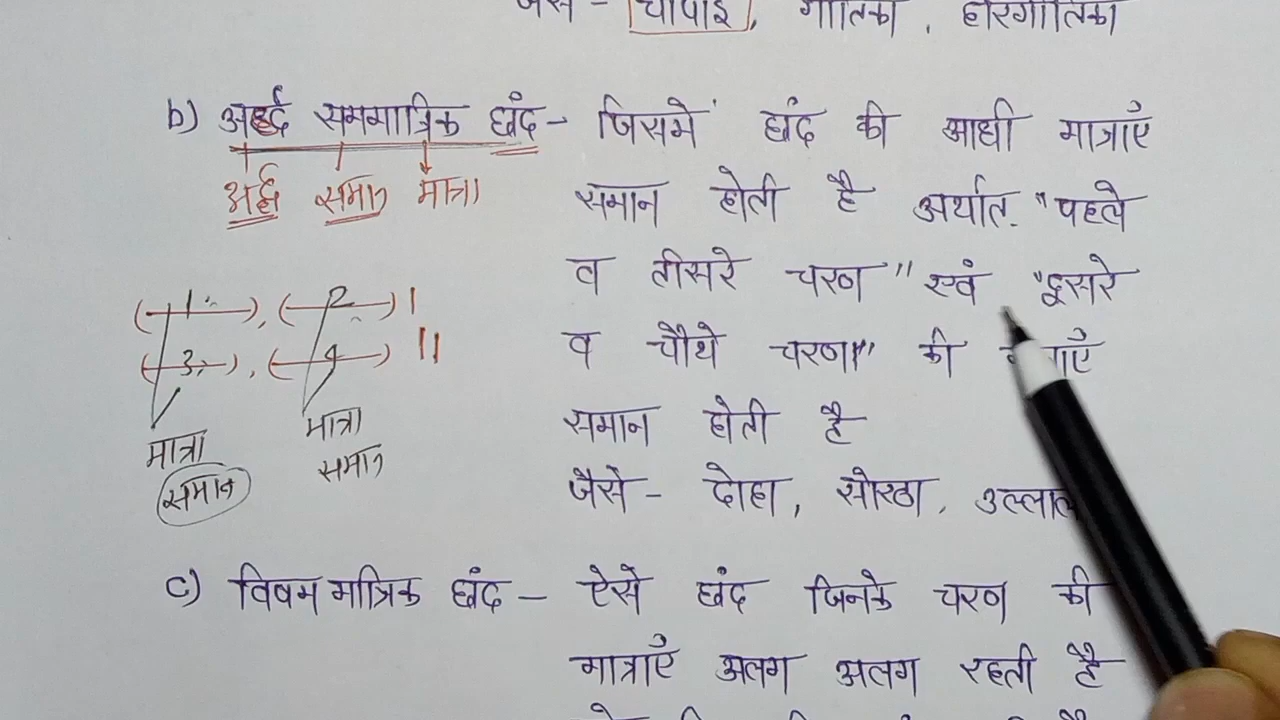 जैसे - चौपाई, गीतिका, हरिगीतिका
b) अर्द्ध सममात्रिक छंद - जिसमें छंद की आधी मात्राएँ
अर्द्ध समान मात्रा
समान होती है अर्थात. "पहले
व तीसरे चरण" एवं "दूसरे
(1), (2) |
व चौथे चरण" की
(3), (4) ||
समान होती है
मात्रा समान
मात्रा समान
जैसे - दोहा, सोरठा,
c) विषम मात्रिक छंद - ऐसे छंद जिनके चरण की
मात्राएँ अलग अलग रहती है